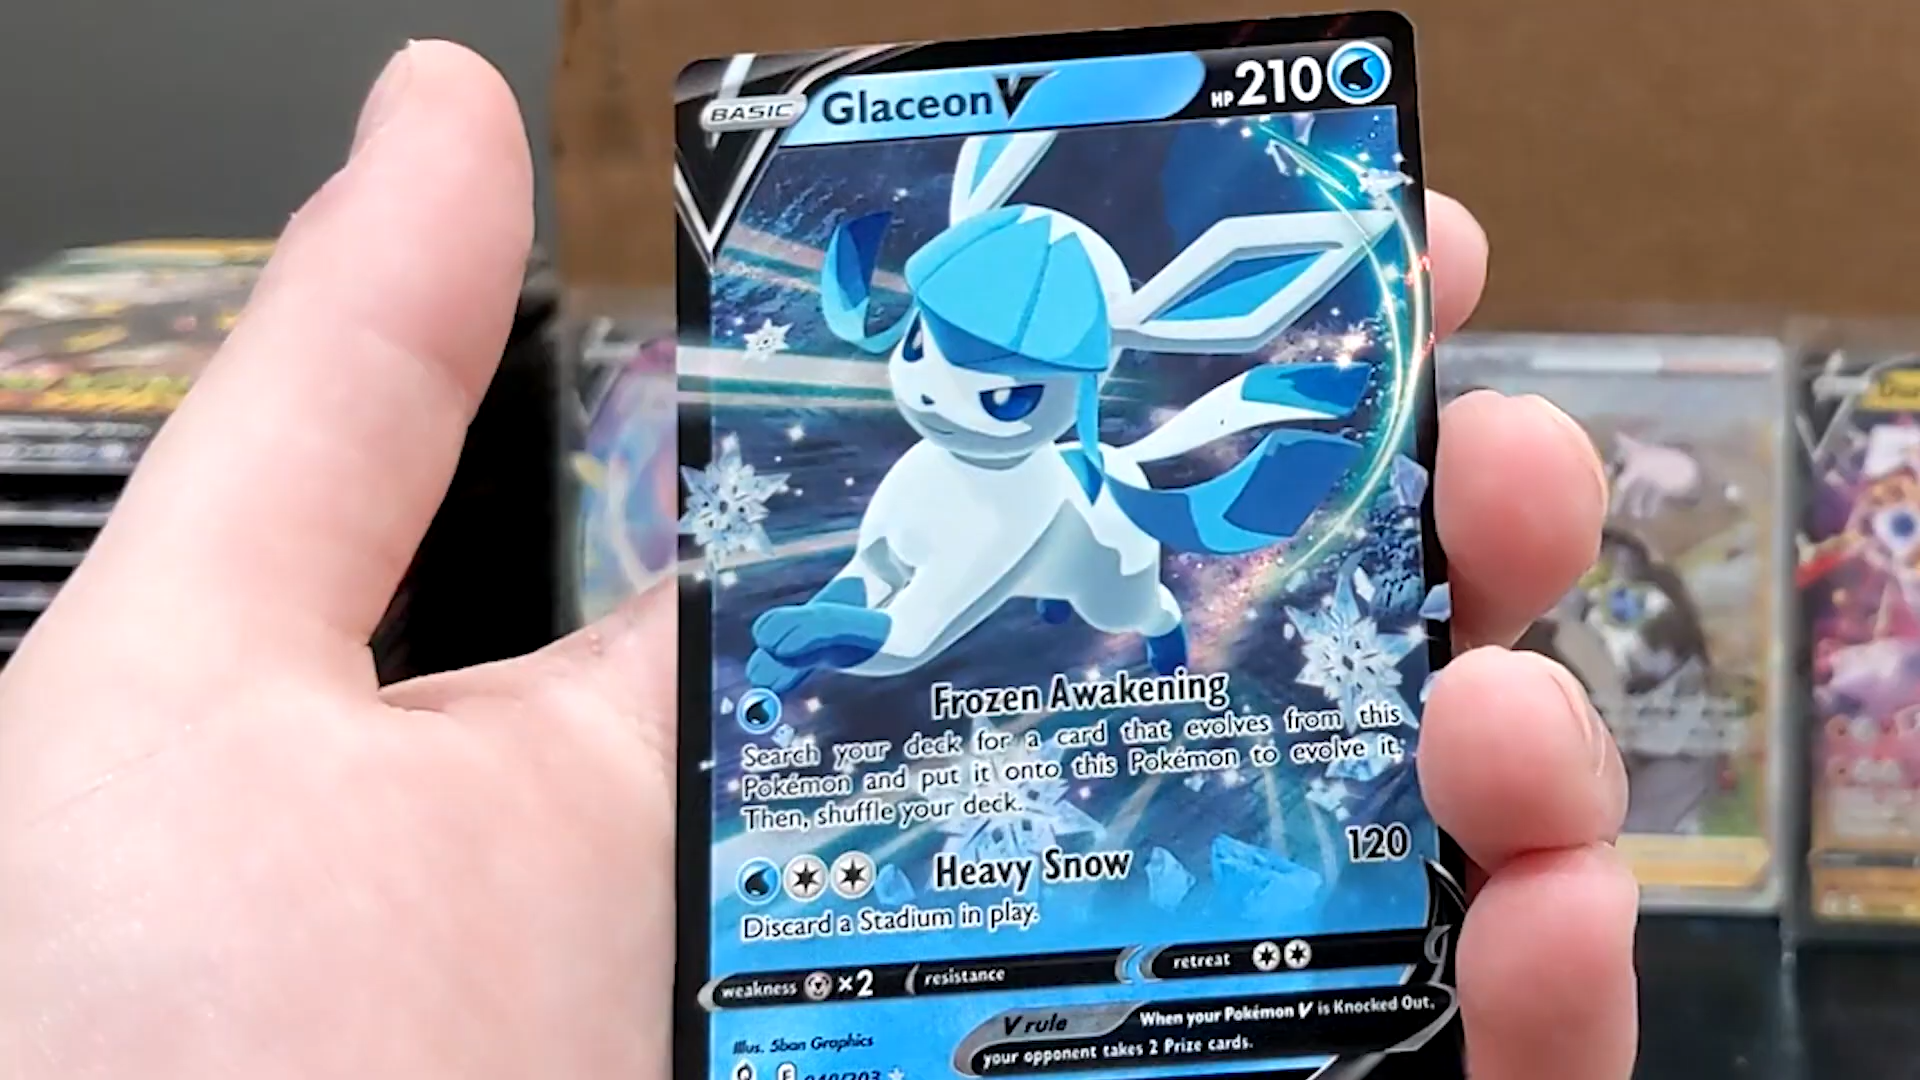 BASIC Glaceon V HP 210
Frozen Awakening
Search your deck for a card that evolves from this
Pokémon and put it onto this Pokémon to evolve it.
Then, shuffle your deck.
Heavy Snow 120
Discard a Stadium in play.
weakness ×2 resistance retreat
V rule When your Pokémon V is Knocked Out,
your opponent takes 2 Prize cards.
Illus. 5ban Graphics
E 040/203